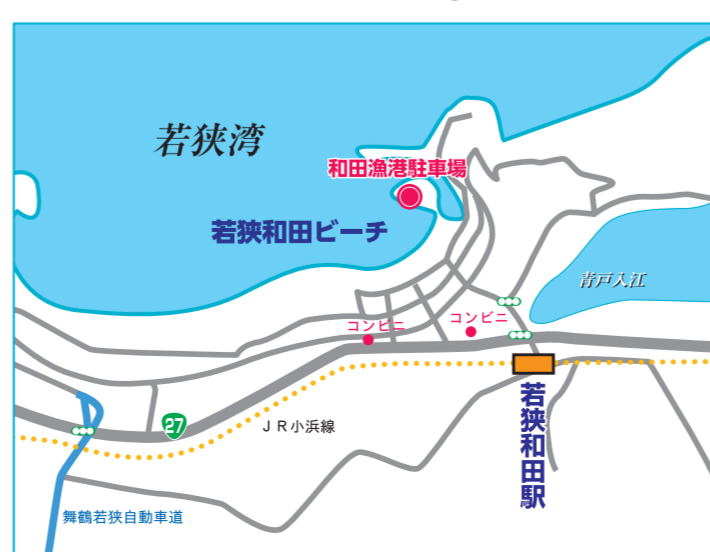 若狭湾
和田漁港駐車場
若狭和田ビーチ
青戸入江
コンビニ
コンビニ
27
ＪＲ小浜線
若狭和田駅
舞鶴若狭自動車道